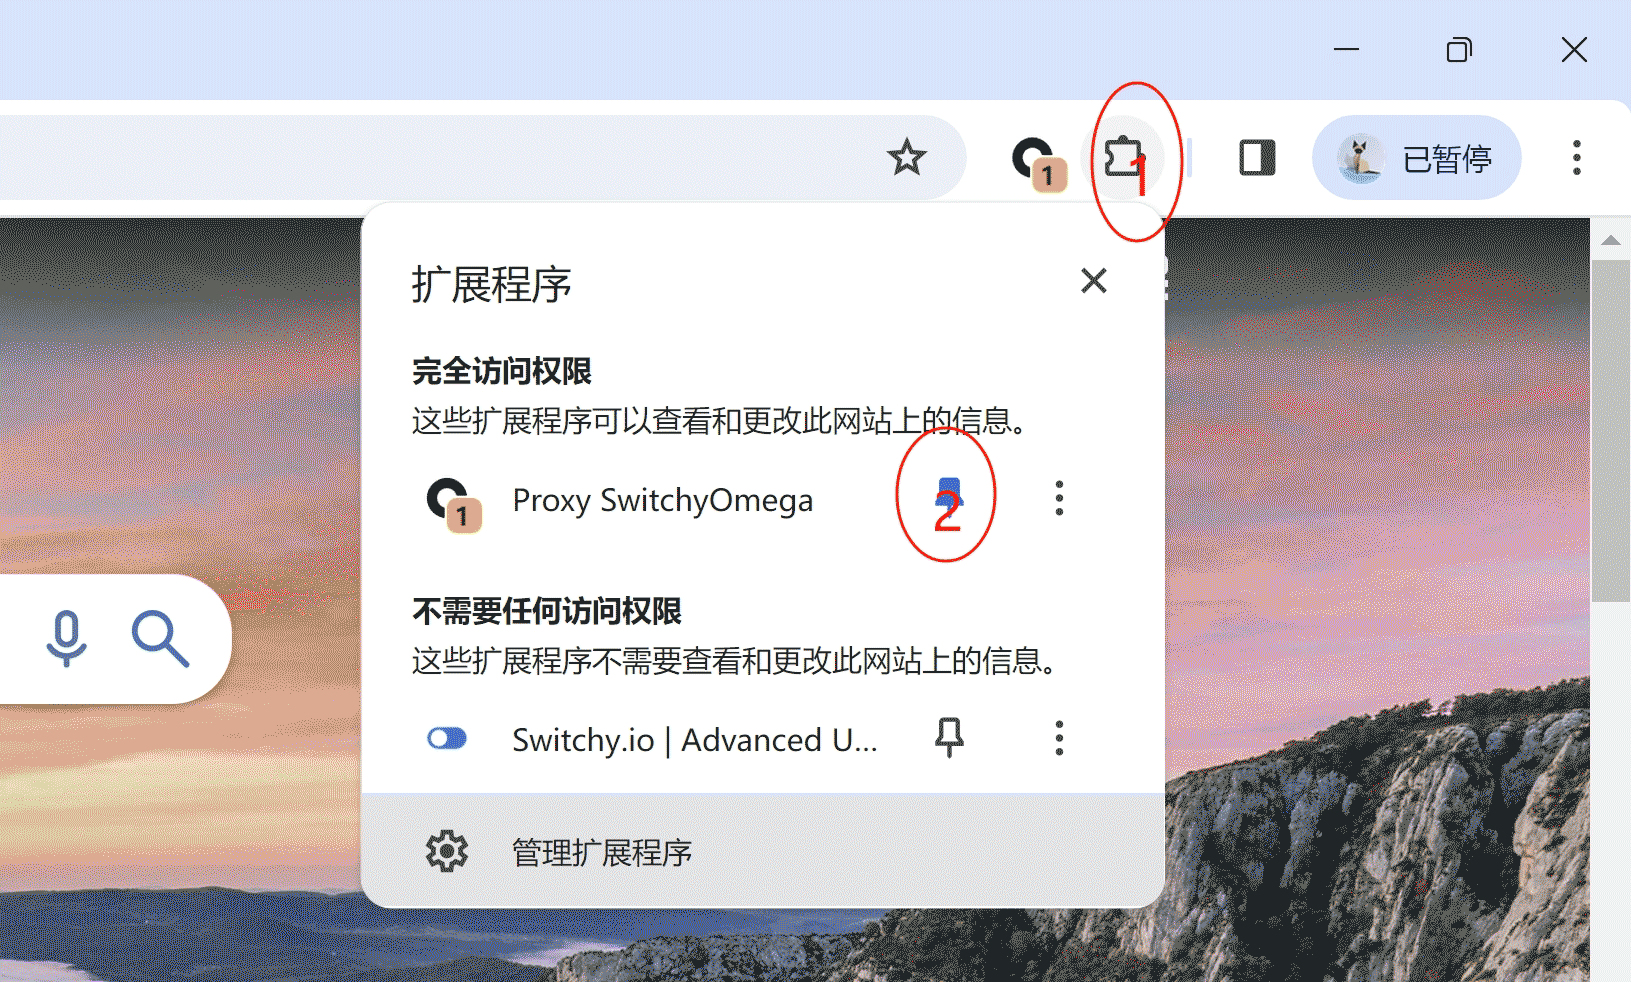 已暂停
1
1
扩展程序
完全访问权限
这些扩展程序可以查看和更改此网站上的信息。
1
Proxy SwitchyOmega
2
不需要任何访问权限
这些扩展程序不需要查看和更改此网站上的信息。
Switchy.io | Advanced U...
管理扩展程序